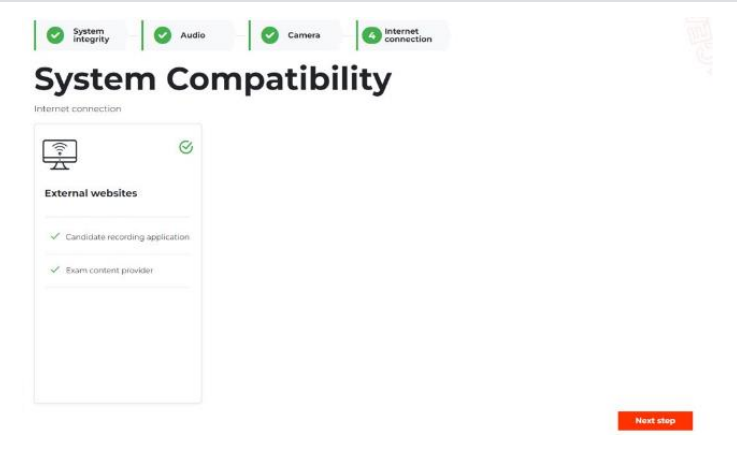 System
integrity
Audio
Camera
4
Internet
connection
System Compatibility
Internet connection
External websites
Candidate recording application
Exam content provider
Next step